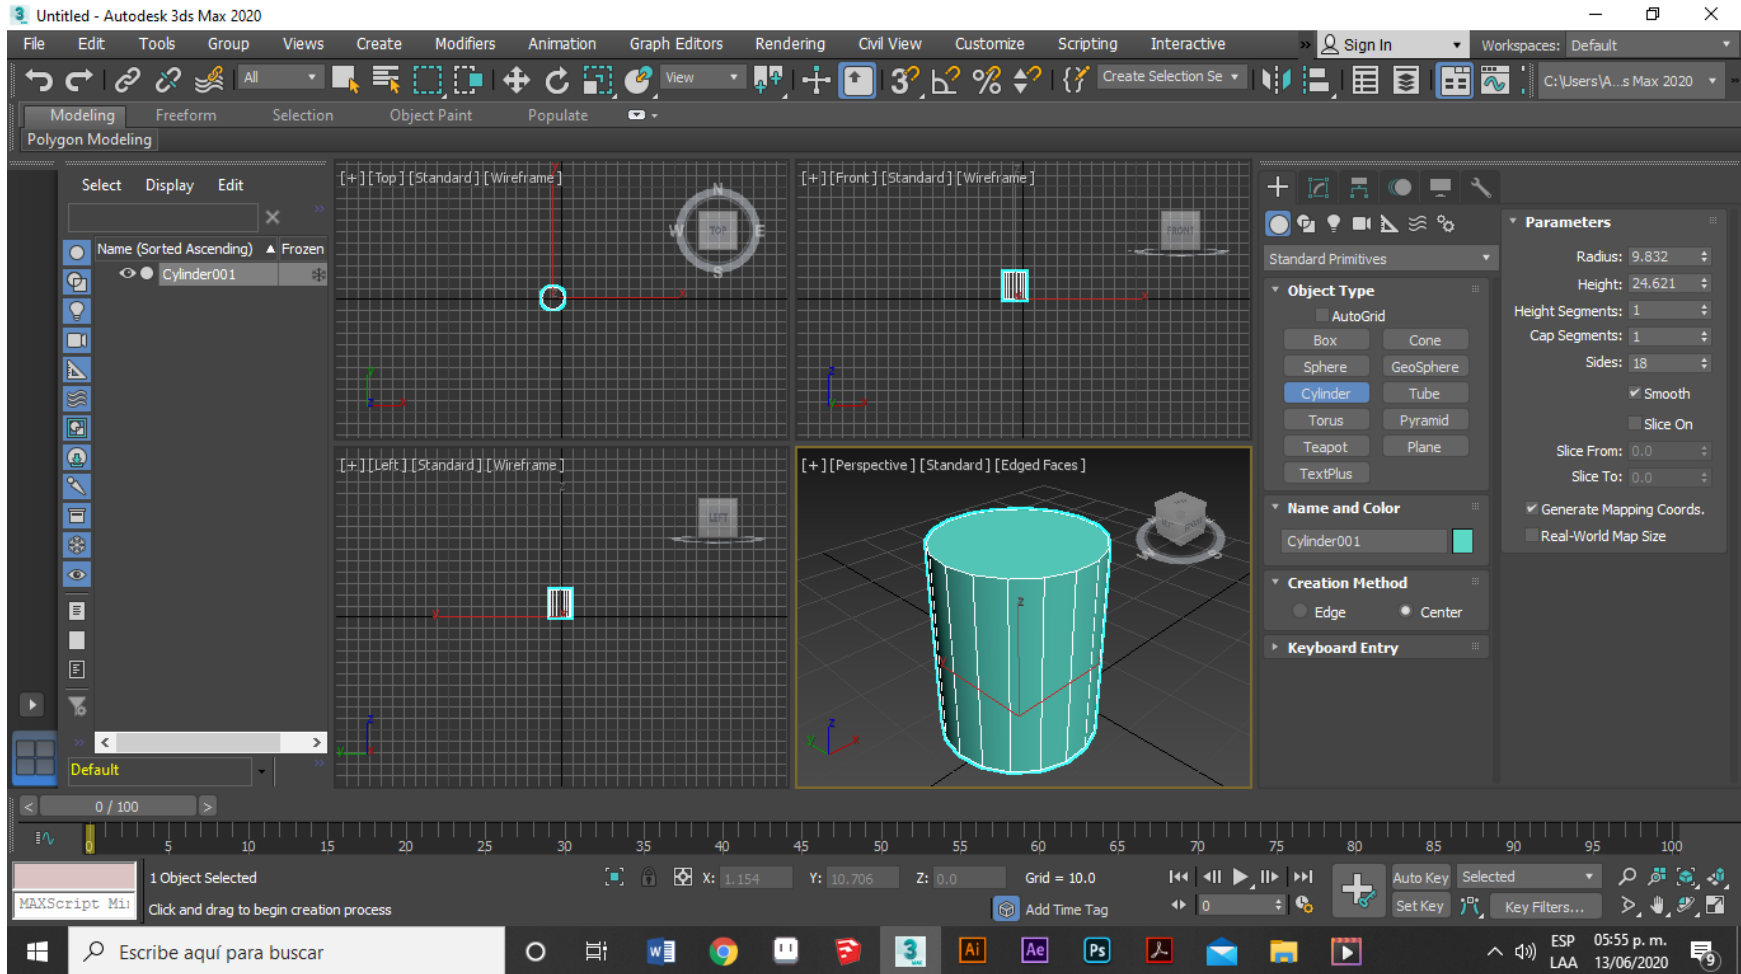 Untitled - Autodesk 3ds Max 2020
File Edit Tools Group Views Create Modifiers Animation Graph Editors Rendering Civil View Customize Scripting Interactive » Sign In Workspaces: Default
All View Create Selection Se C:\Users\A...s Max 2020
Modeling Freeform Selection Object Paint Populate
Polygon Modeling
Select Display Edit
Name (Sorted Ascending) ▲ Frozen
Cylinder001
Default
[+][Top][Standard][Wireframe]
N
W TOP E
S
[+][Front][Standard][Wireframe]
FRONT
[+][Left][Standard][Wireframe]
LEFT
[+][Perspective][Standard][Edged Faces]
Standard Primitives
Object Type
AutoGrid
Box Cone
Sphere GeoSphere
Cylinder Tube
Torus Pyramid
Teapot Plane
TextPlus
Name and Color
Cylinder001
Creation Method
Edge Center
Keyboard Entry
Parameters
Radius: 9.832
Height: 24.621
Height Segments: 1
Cap Segments: 1
Sides: 18
Smooth
Slice On
Slice From: 0.0
Slice To: 0.0
Generate Mapping Coords.
Real-World Map Size
< 0 / 100 >
0 5 10 15 20 25 30 35 40 45 50 55 60 65 70 75 80 85 90 95 100
1 Object Selected X: 1.154 Y: 10.706 Z: 0.0 Grid = 10.0 Auto Key Selected
MAXScript Mi Click and drag to begin creation process Add Time Tag 0 Set Key Key Filters...
Escribe aquí para buscar
Ai Ae Ps
ESP 05:55 p. m.
LAA 13/06/2020 9